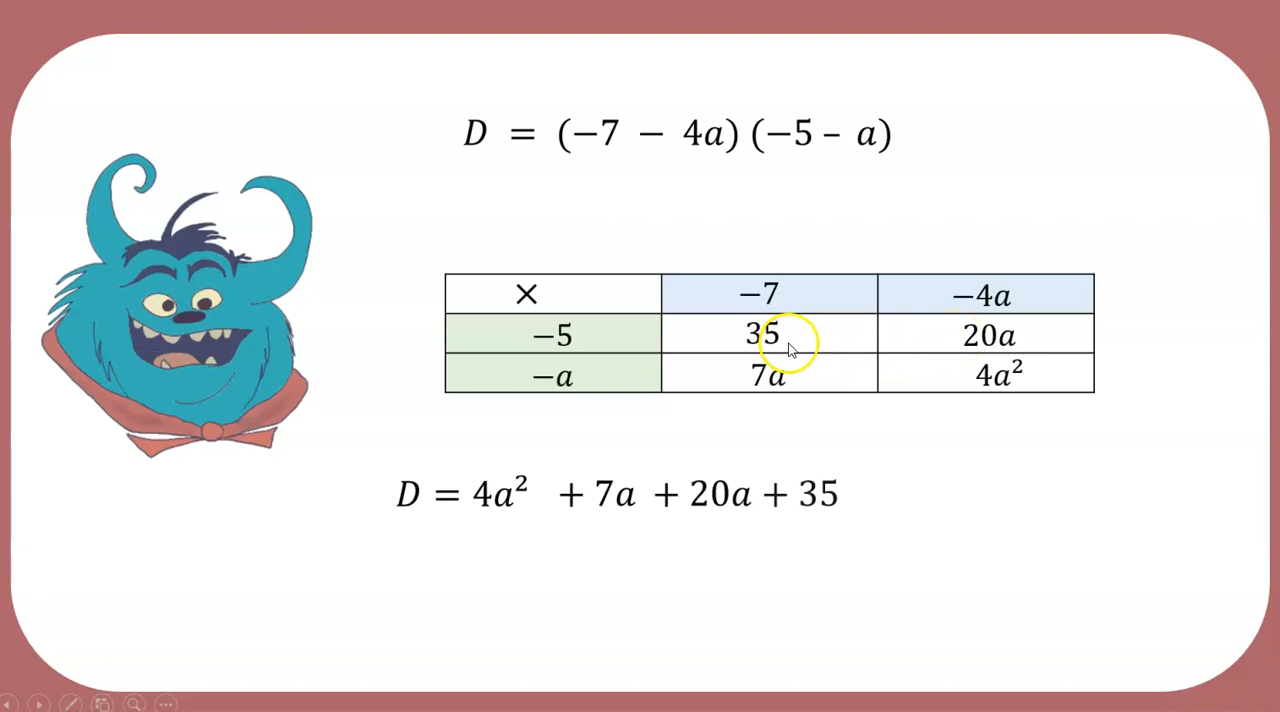 D = (−7 − 4a) (−5 – a)
× −7 −4a
−5 35 20a
−a 7a 4a²
D = 4a² + 7a + 20a + 35